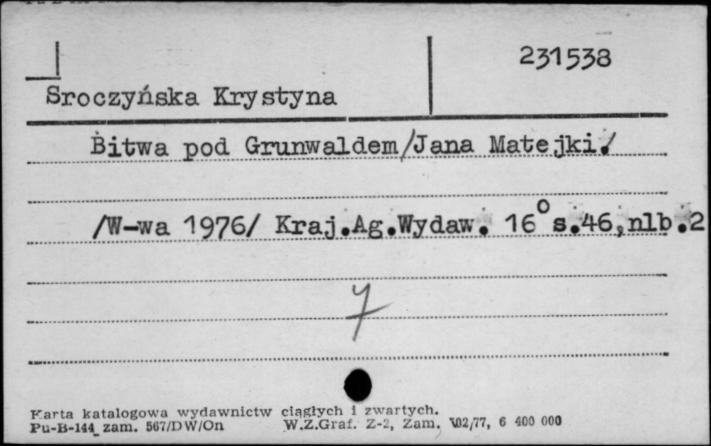 231538
Sroczyńska Krystyna
Bitwa pod Grunwaldem/Jana Matejki./
/W-wa 1976/ Kraj.Ag.Wydaw. 16° s.46,nlb.2
7
Karta katalogowa wydawnictw ciągłych i zwartych.
Pu-B-144 zam. 567/DW/On W.Z.Graf. Z-2, Zam. 102/77, 6 400 000